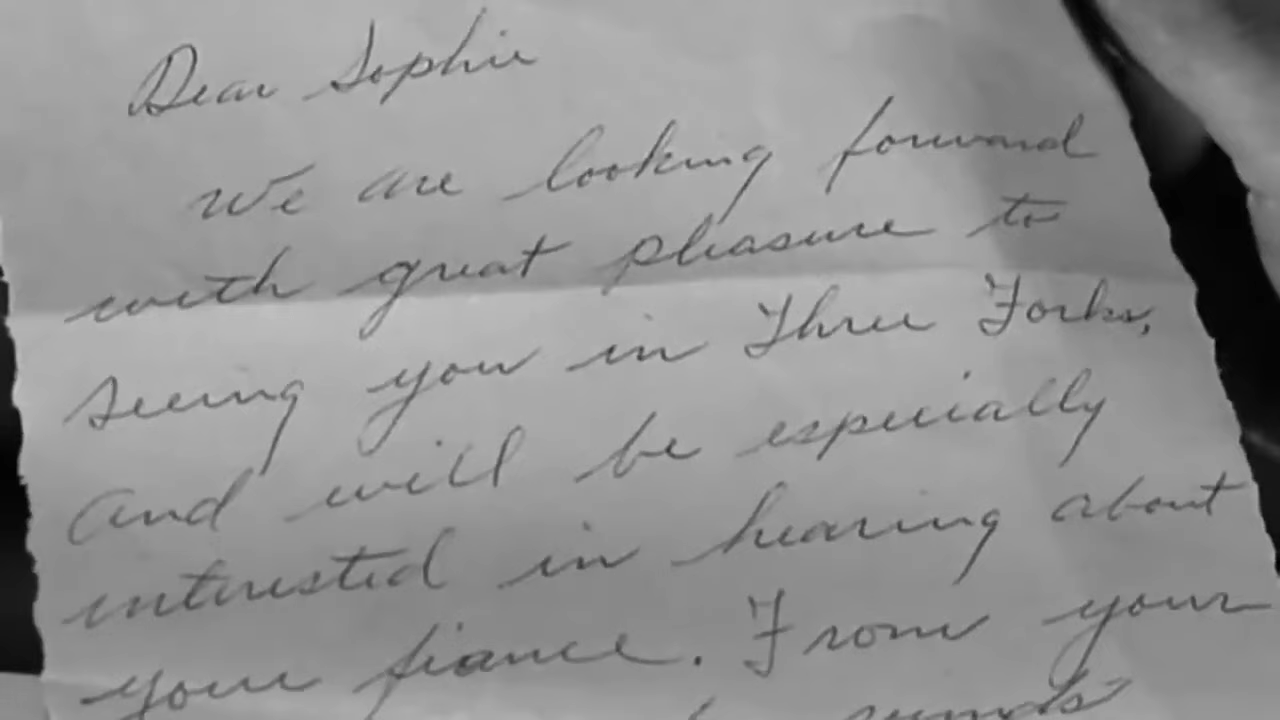 Dear Sophie
We are looking forward
with great pleasure to
seeing you in Three Forks,
and will be especially
interested in hearing about
your fiance. From your